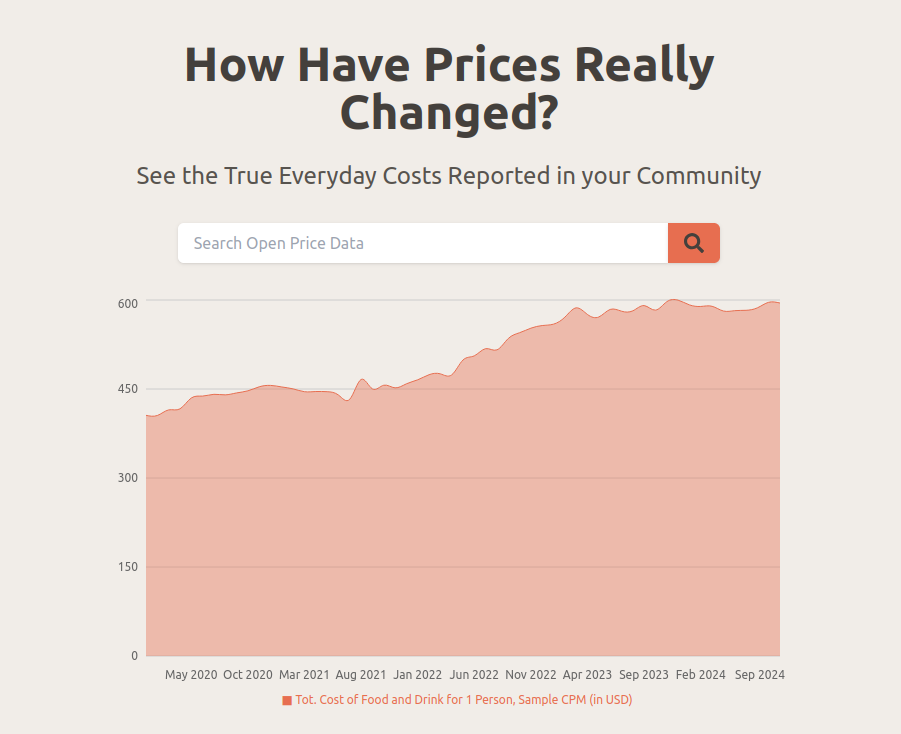 How Have Prices Really
Changed?
See the True Everyday Costs Reported in your Community
Search Open Price Data
600
450
300
150
0
May 2020 Oct 2020 Mar 2021 Aug 2021 Jan 2022 Jun 2022 Nov 2022 Apr 2023 Sep 2023 Feb 2024 Sep 2024
Tot. Cost of Food and Drink for 1 Person, Sample CPM (in USD)